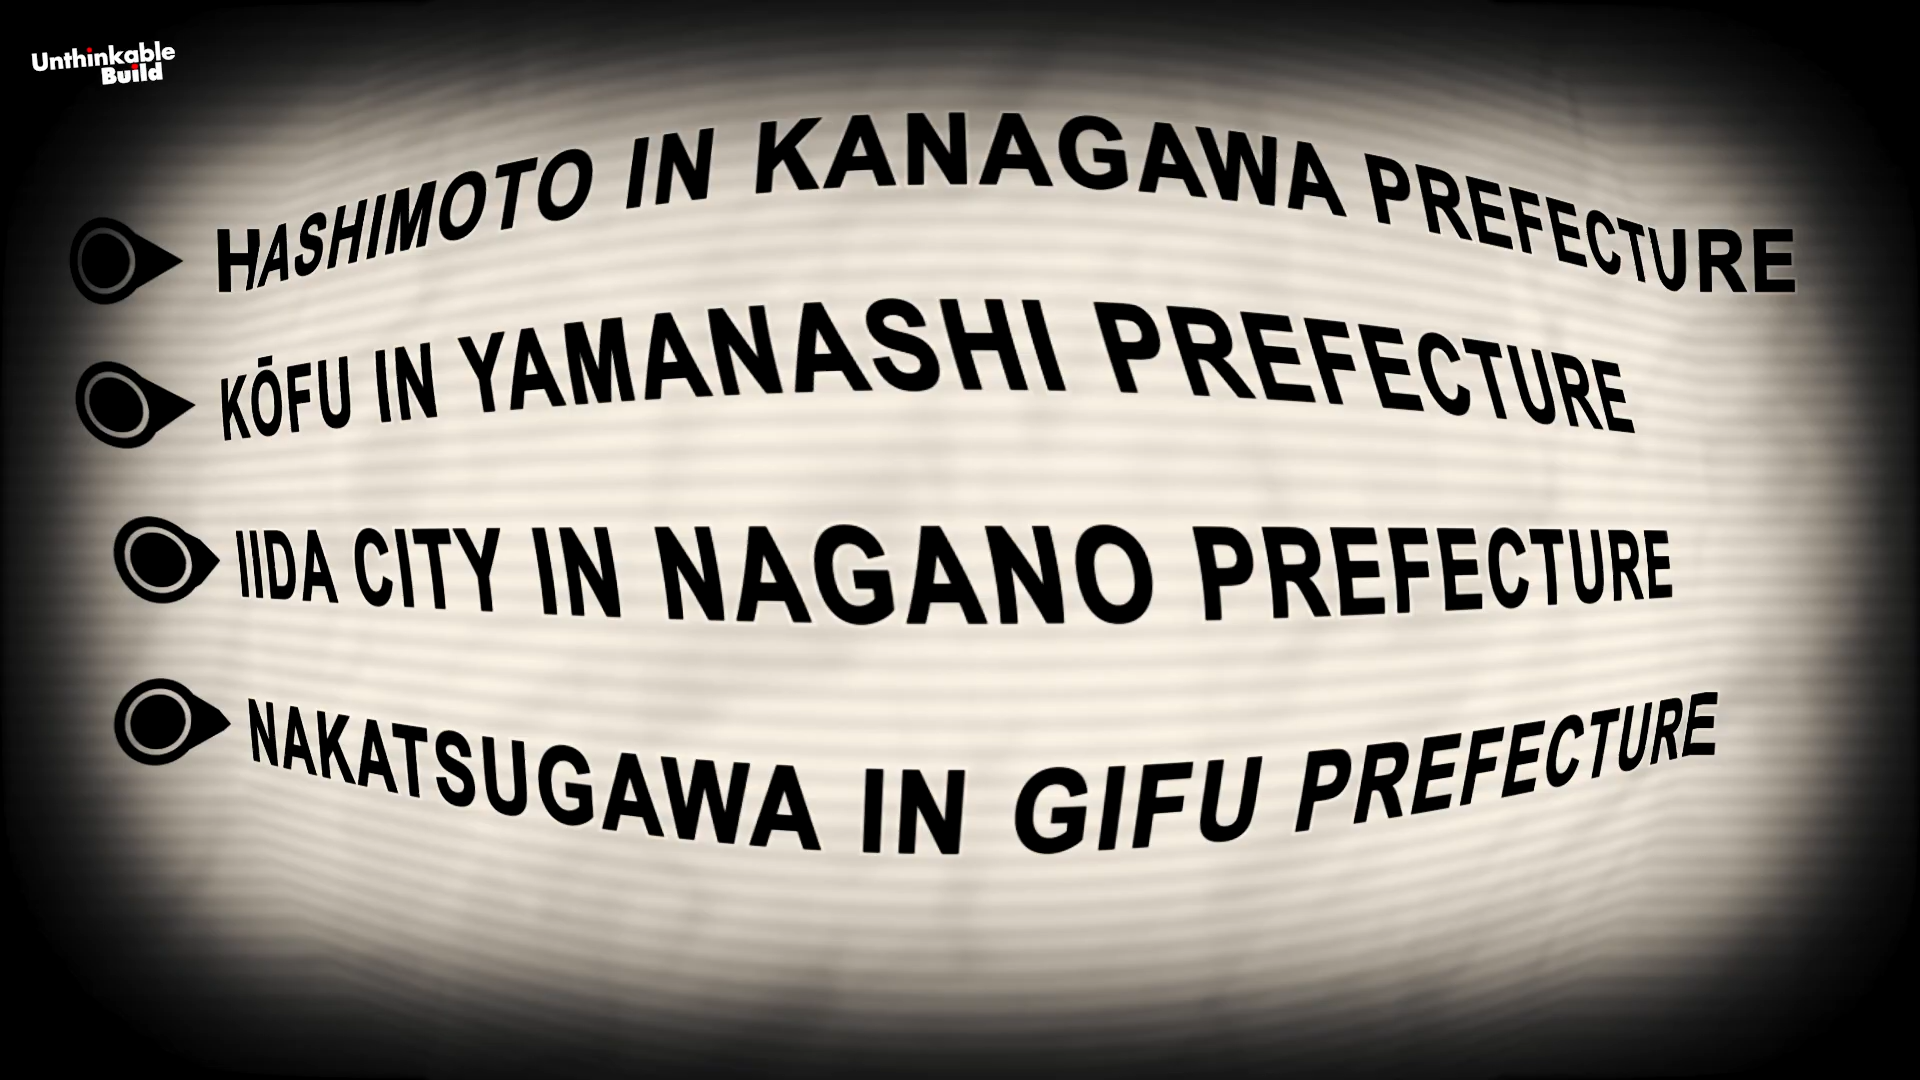 Unthinkable
Build
HASHIMOTO IN KANAGAWA PREFECTURE
KŌFU IN YAMANASHI PREFECTURE
IIDA CITY IN NAGANO PREFECTURE
NAKATSUGAWA IN GIFU PREFECTURE